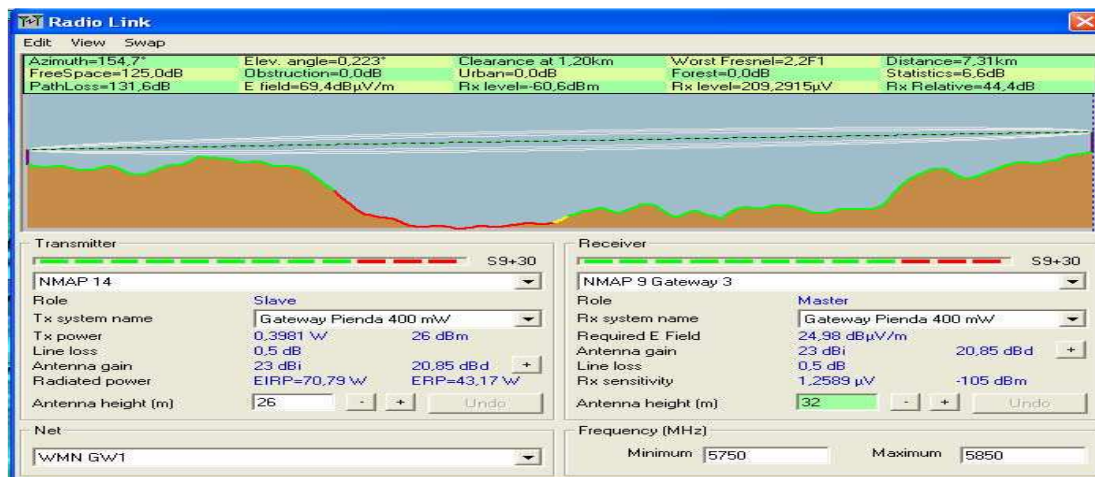 Radio Link
Edit View Swap
Azimuth=154,7° Elev. angle=0,223° Clearance at 1,20km Worst Fresnel=2,2F1 Distance=7,31km
FreeSpace=125,0dB Obstruction=0,0dB Urban=0,0dB Forest=0,0dB Statistics=6,6dB
PathLoss=131,6dB E field=69,4dBµV/m Rx level=-60,6dBm Rx level=209,2915µV Rx Relative=44,4dB
Transmitter
S9+30
NMAP 14
Role Slave
Tx system name Gateway Pienda 400 mW
Tx power 0,3981 W 26 dBm
Line loss 0,5 dB
Antenna gain 23 dBi 20,85 dBd +
Radiated power EIRP=70,79 W ERP=43,17 W
Antenna height (m) 26 - + Undo
Net
WMN GW1
Receiver
S9+30
NMAP 9 Gateway 3
Role Master
Rx system name Gateway Pienda 400 mW
Required E Field 24,98 dBµV/m
Antenna gain 23 dBi 20,85 dBd +
Line loss 0,5 dB
Rx sensitivity 1,2589 µV -105 dBm
Antenna height (m) 32 - + Undo
Frequency (MHz)
Minimum 5750 Maximum 5850